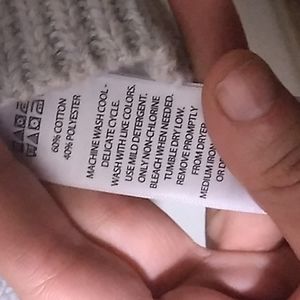 60% COTTON
40% POLYESTER
MACHINE WASH COOL -
DELICATE CYCLE.
WASH WITH LIKE COLORS.
USE MILD DETERGENT.
ONLY NON-CHLORINE
BLEACH WHEN NEEDED.
TUMBLE DRY LOW.
REMOVE PROMPTLY
FROM DRYER.
MEDIUM IRON
OR